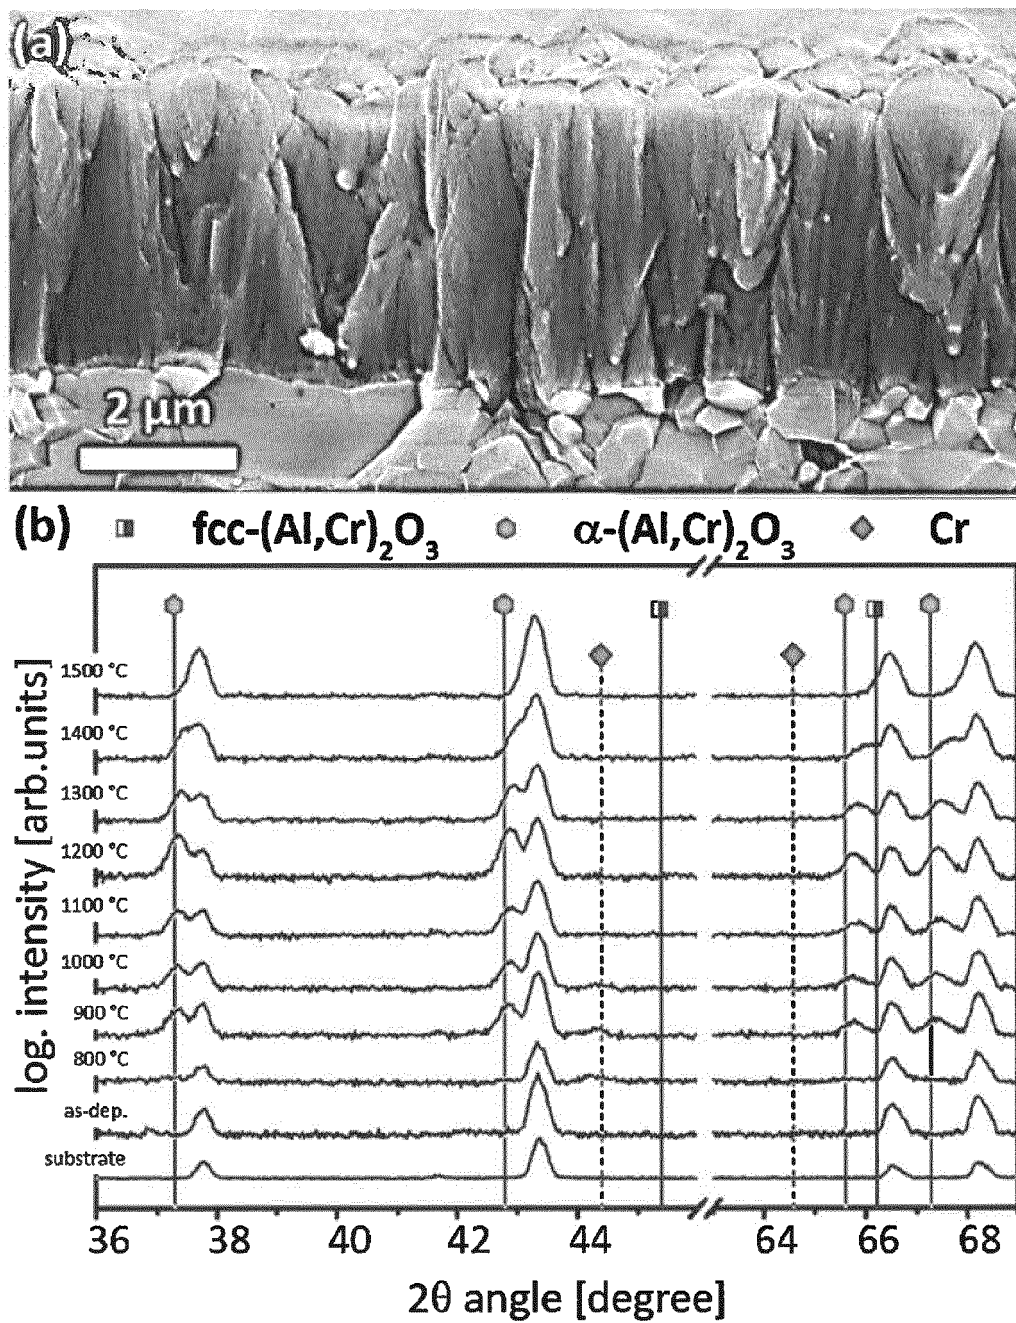 (a)
2 µm
(b) fcc-(Al,Cr)₂O₃ α-(Al,Cr)₂O₃ Cr
log. intensity [arb.units]
1500 °C
1400 °C
1300 °C
1200 °C
1100 °C
1000 °C
900 °C
800 °C
as-dep.
substrate
36 38 40 42 44 64 66 68
2θ angle [degree]